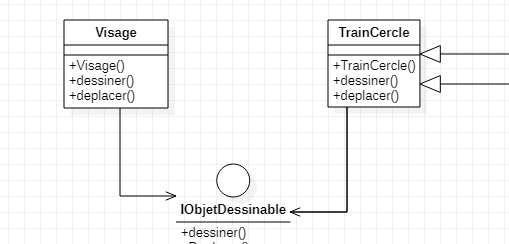 Visage
+Visage()
+dessiner()
+deplacer()
TrainCercle
+TrainCercle()
+dessiner()
+deplacer()
IObjetDessinable
+dessiner()